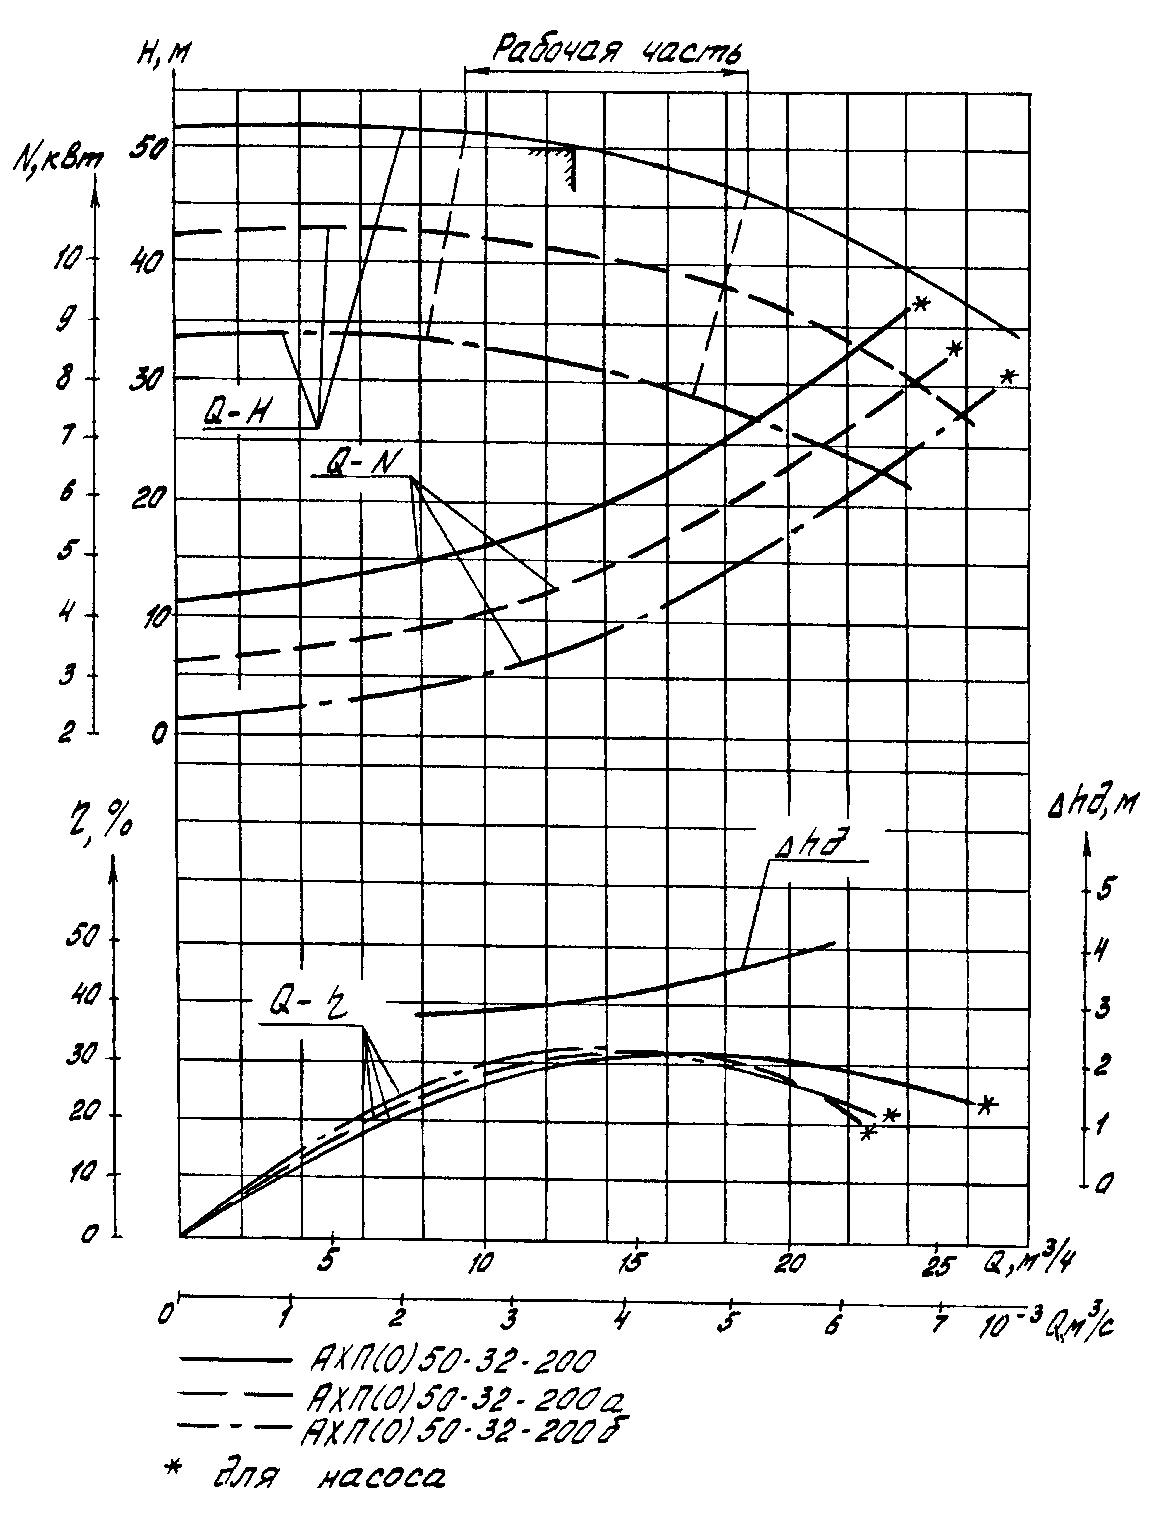 Рабочая часть
H, м
N, кВт
50
40
30
20
10
0
10
9
8
7
6
5
4
3
2
Q-H
Q-N
η, %
50
40
30
20
10
0
Δhд, м
5
4
3
2
1
0
Δhд
Q-η
5 10 15 20 25 Q, м³/ч
0 1 2 3 4 5 6 7 10⁻³ Q, м³/с
АХП(О) 50-32-200
АХП(О) 50-32-200а
АХП(О) 50-32-200б
* для насоса